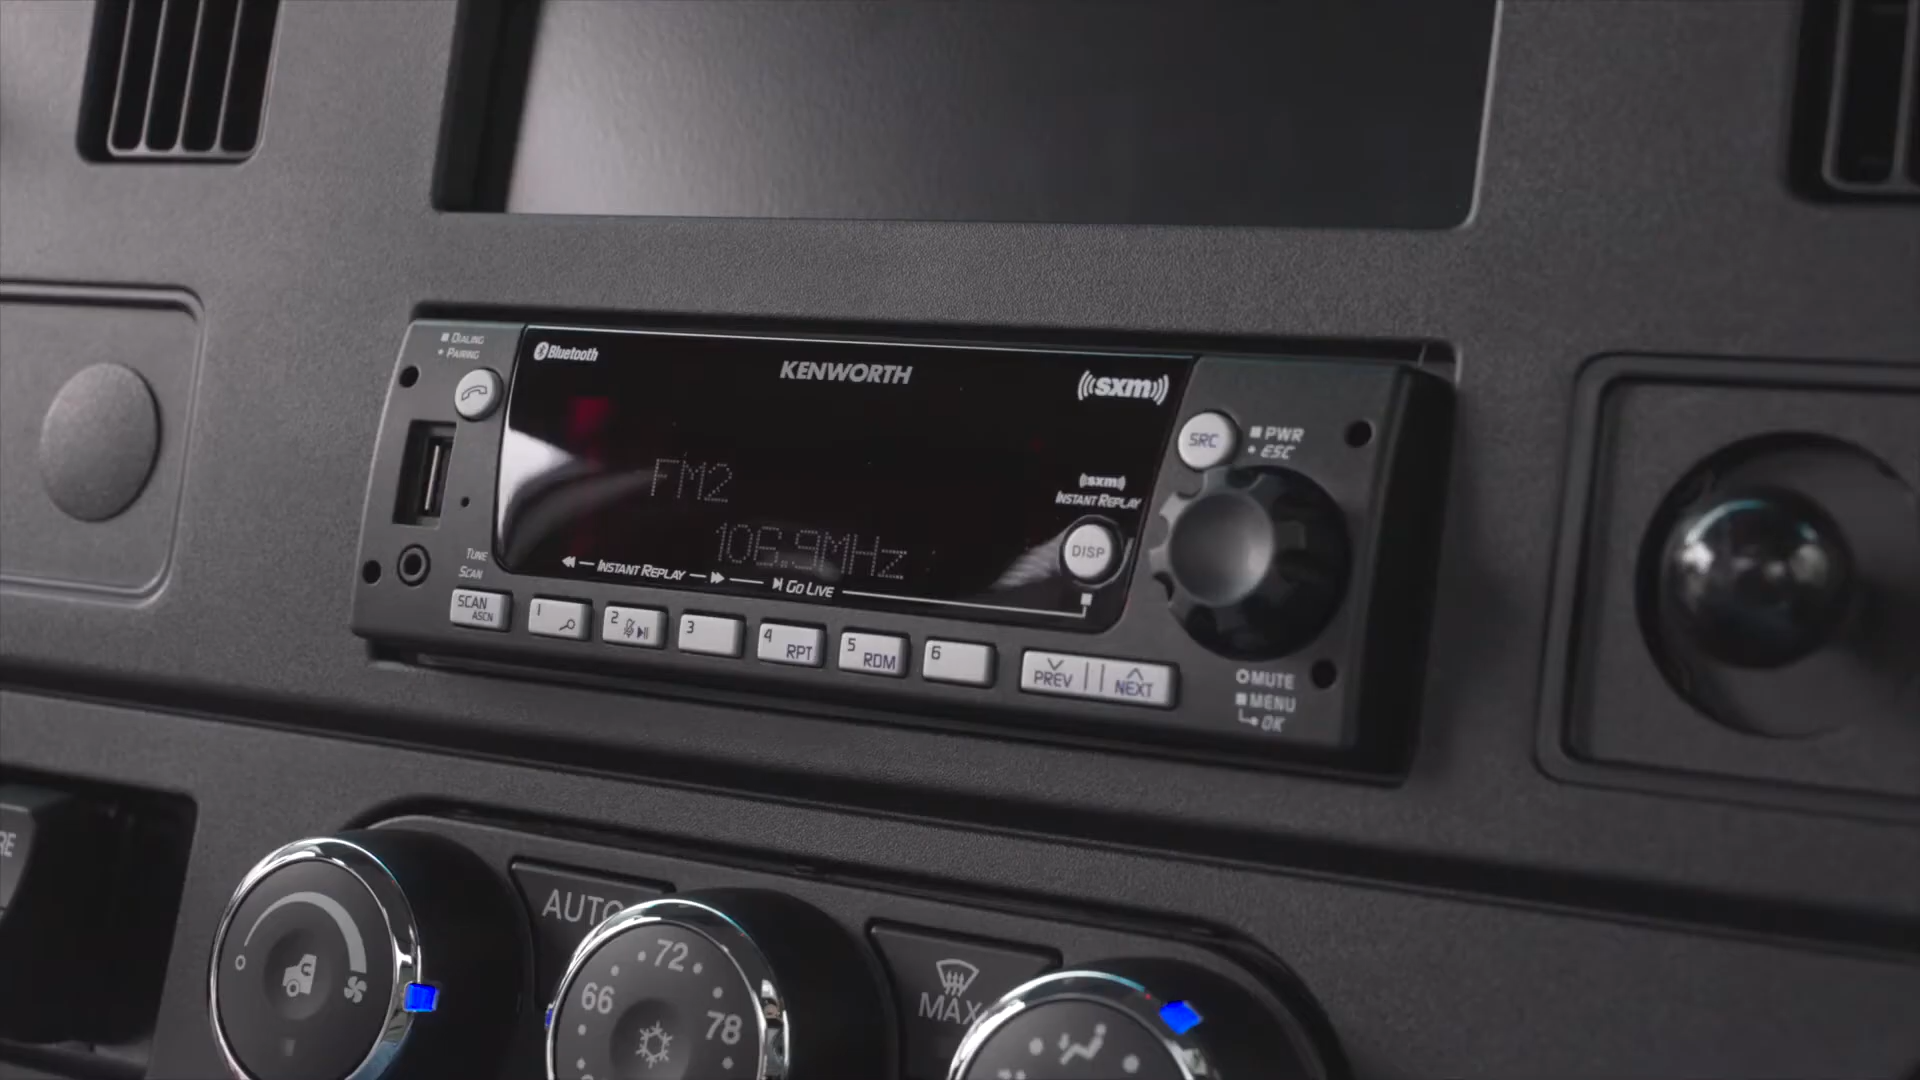 DIALING
PAIRING
Bluetooth
KENWORTH
((sxm))
SRC
PWR
ESC
FM2
106.9MHz
((sxm))
INSTANT REPLAY
DISP
TUNE
SCAN
INSTANT REPLAY
GO LIVE
SCAN
ASCN
1
2
3
4 RPT
5 RDM
6
PREV
NEXT
MUTE
MENU
OK
AUTO
66
72
78
MAX